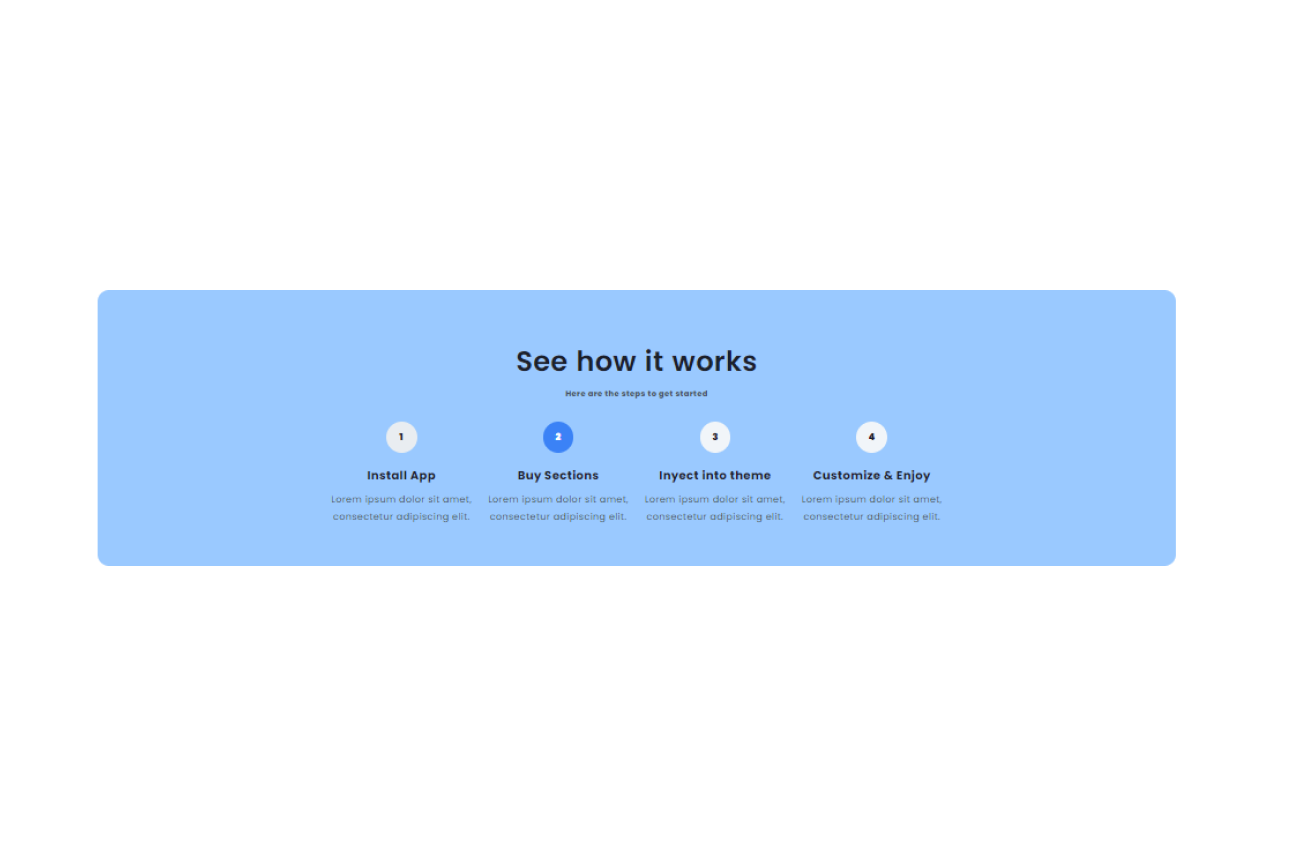 See how it works
Here are the steps to get started
1
2
3
4
Install App
Buy Sections
Inyect into theme
Customize & Enjoy
Lorem ipsum dolor sit amet,
consectetur adipiscing elit.
Lorem ipsum dolor sit amet,
consectetur adipiscing elit.
Lorem ipsum dolor sit amet,
consectetur adipiscing elit.
Lorem ipsum dolor sit amet,
consectetur adipiscing elit.